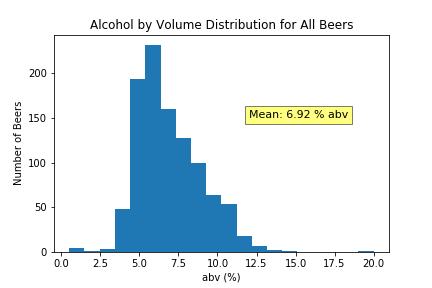 Alcohol by Volume Distribution for All Beers
Number of Beers
200
150
100
50
0
Mean: 6.92 % abv
0.0 2.5 5.0 7.5 10.0 12.5 15.0 17.5 20.0
abv (%)